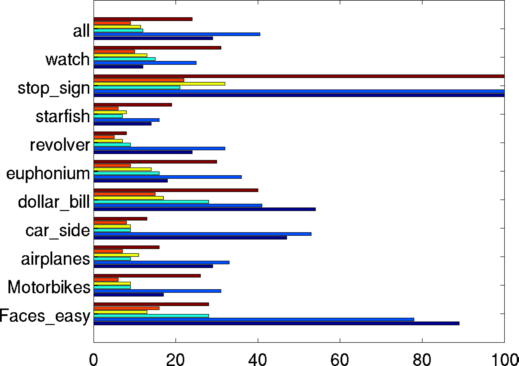 all
watch
stop_sign
starfish
revolver
euphonium
dollar_bill
car_side
airplanes
Motorbikes
Faces_easy
0 20 40 60 80 100